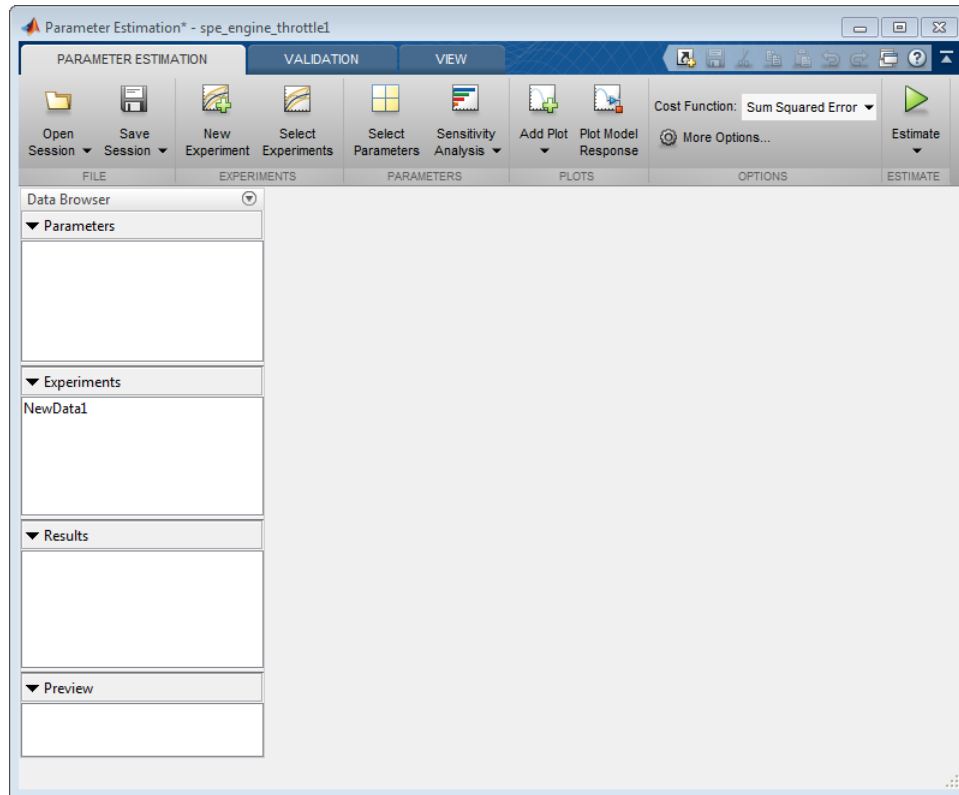 Parameter Estimation* - spe_engine_throttle1
PARAMETER ESTIMATION VALIDATION VIEW
Open Session
Save Session
New Experiment
Select Experiments
Select Parameters
Sensitivity Analysis
Add Plot
Plot Model Response
Cost Function: Sum Squared Error
More Options...
Estimate
FILE EXPERIMENTS PARAMETERS PLOTS OPTIONS ESTIMATE
Data Browser
Parameters
Experiments
NewData1
Results
Preview